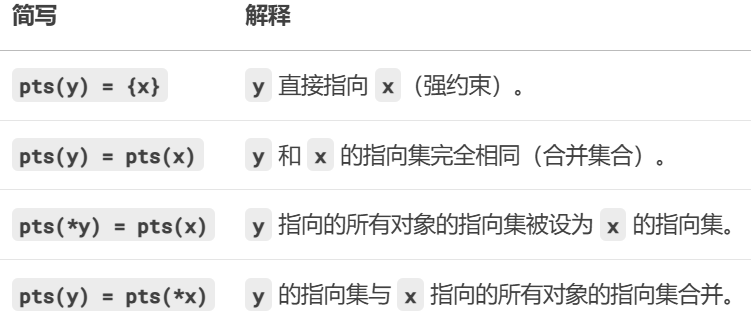 简写 解释
pts(y) = {x} y 直接指向 x（强约束）。
pts(y) = pts(x) y 和 x 的指向集完全相同（合并集合）。
pts(*y) = pts(x) y 指向的所有对象的指向集被设为 x 的指向集。
pts(y) = pts(*x) y 的指向集与 x 指向的所有对象的指向集合并。